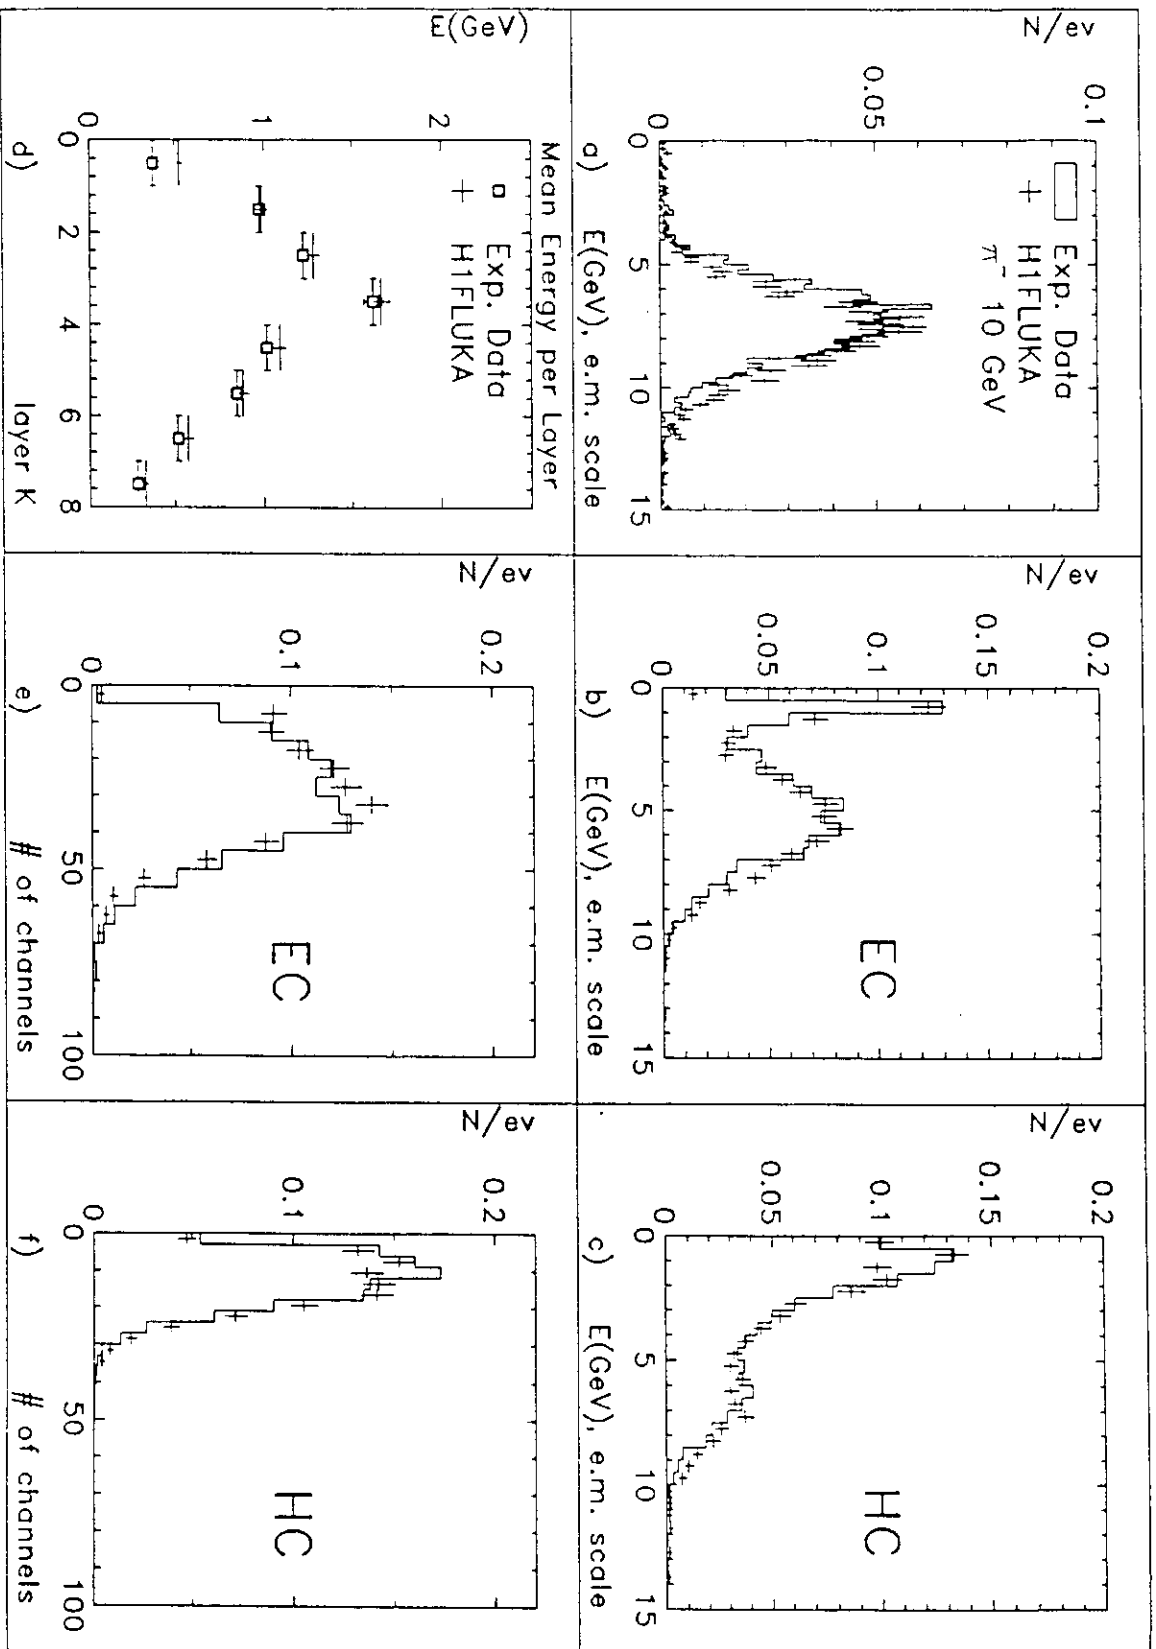 N/ev
0.1
0.05
0
Exp. Data
H1FLUKA
π⁻ 10 GeV
0 5 10 15
a) E(GeV), e.m. scale
N/ev
0.2
0.15
0.1
0.05
0
EC
0 5 10 15
b) E(GeV), e.m. scale
N/ev
0.2
0.15
0.1
0.05
0
HC
0 5 10 15
c) E(GeV), e.m. scale
Mean Energy per Layer
E(GeV)
2
1
0
Exp. Data
H1FLUKA
0 2 4 6 8
d) layer K
N/ev
0.2
0.1
0
EC
0 50 100
e) # of channels
N/ev
0.2
0.1
0
HC
0 50 100
f) # of channels